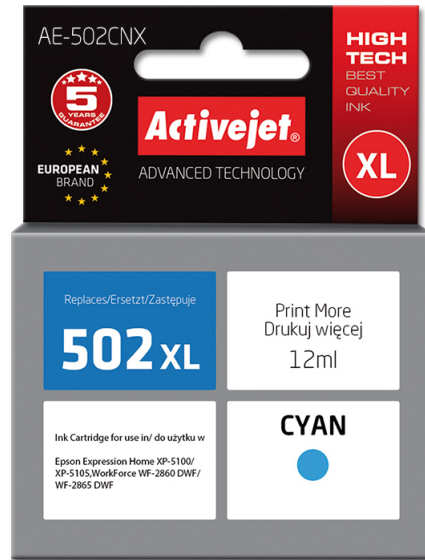 AE-502CNX
HIGH
TECH
BEST
QUALITY
INK
5
YEARS
GUARANTEE
Activejet®
EUROPEAN
BRAND
ADVANCED TECHNOLOGY
XL
Replaces/Ersetzt/Zastępuje
502 XL
Print More
Drukuj więcej
12ml
Ink Cartridge for use in/ do użytku w
Epson Expression Home XP-5100/
XP-5105,WorkForce WF-2860 DWF/
WF-2865 DWF
CYAN